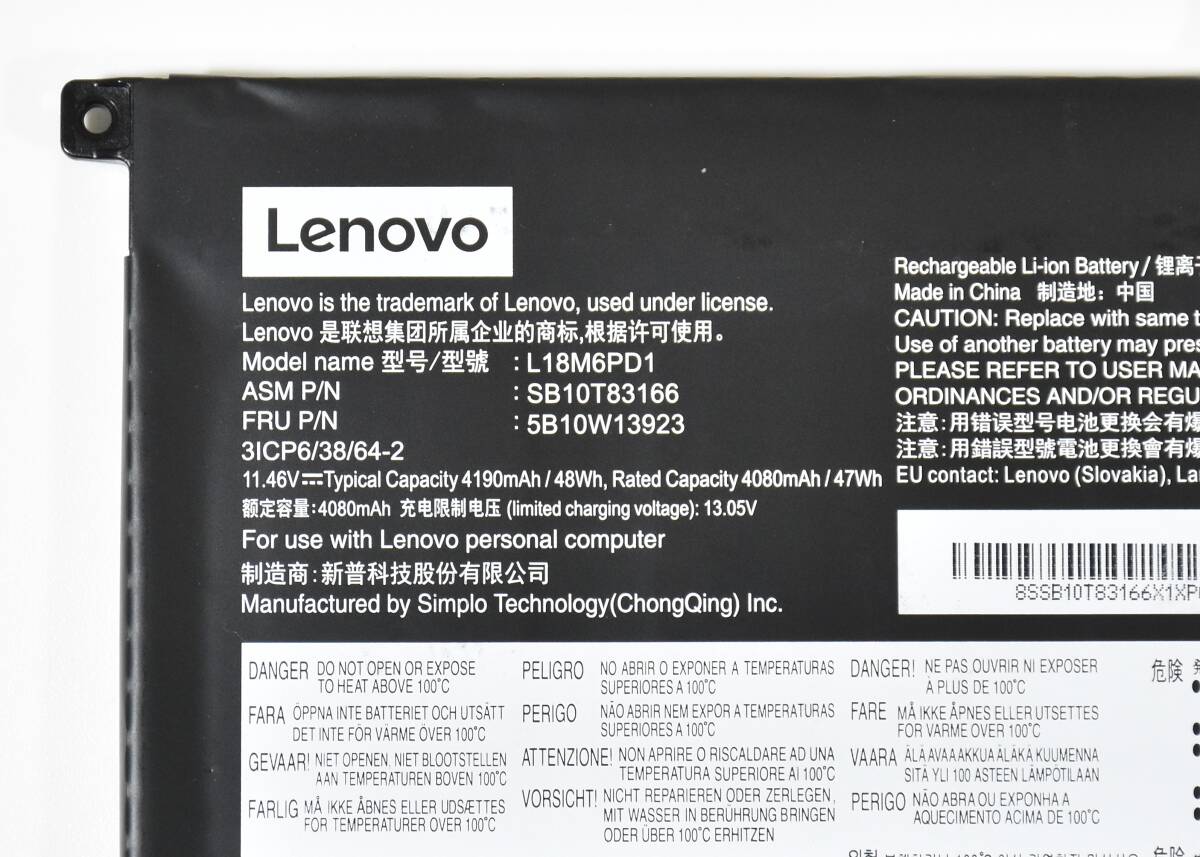 Lenovo
Lenovo is the trademark of Lenovo, used under license.
Lenovo 是联想集团所属企业的商标,根据许可使用。
Model name 型号/型號 : L18M6PD1
ASM P/N : SB10T83166
FRU P/N : 5B10W13923
3ICP6/38/64-2
11.46V⎓Typical Capacity 4190mAh / 48Wh, Rated Capacity 4080mAh / 47Wh
额定容量:4080mAh 充电限制电压 (limited charging voltage): 13.05V
For use with Lenovo personal computer
制造商:新普科技股份有限公司
Manufactured by Simplo Technology(ChongQing) Inc.
Rechargeable Li-ion Battery / 锂离子
Made in China 制造地: 中国
CAUTION: Replace with same
Use of another battery may
PLEASE REFER TO USER
ORDINANCES AND/OR
注意:用错误型号电池更换会有爆
注意:用錯誤型號電池更換會有爆
EU contact: Lenovo (Slovakia),
8SSB10T83166X1XP
DANGER DO NOT OPEN OR EXPOSE
TO HEAT ABOVE 100°C
FARA ÖPPNA INTE BATTERIET OCH UTSÄTT
DET INTE FÖR VÄRME ÖVER 100°C
GEVAAR! NIET OPENEN. NIET BLOOTSTELLEN
AAN TEMPERATUREN BOVEN 100°C
FARLIG MÅ IKKE ÅBNES ELLER UDSÆTTES
FOR TEMPERATURER OVER 100°C
PELIGRO NO ABRIR O EXPONER A TEMPERATURAS
SUPERIORES A 100°C
PERIGO NÃO ABRIR NEM EXPOR A TEMPERATURAS
SUPERIORES A 100°C
ATTENZIONE! NON APRIRE O RISCALDARE AD UNA
TEMPERATURA SUPERIORE AI 100°C
VORSICHT! NICHT REPARIEREN ODER ZERLEGEN,
MIT WASSER IN BERÜHRUNG BRINGEN
ODER ÜBER 100°C ERHITZEN
DANGER! NE PAS OUVRIR NI EXPOSER
À PLUS DE 100°C
FARE MÅ IKKE ÅPNES ELLER UTSETTES
FOR VARME OVER 100°C
VAARA ÄLÄ AVAA AKKUA ÄLÄKÄ KUUMENNA
SITÄ YLI 100 ASTEEN LÄMPÖTILAAN
PERIGO NÃO ABRA OU EXPONHA A
AQUECIMENTO ACIMA DE 100°C
危険